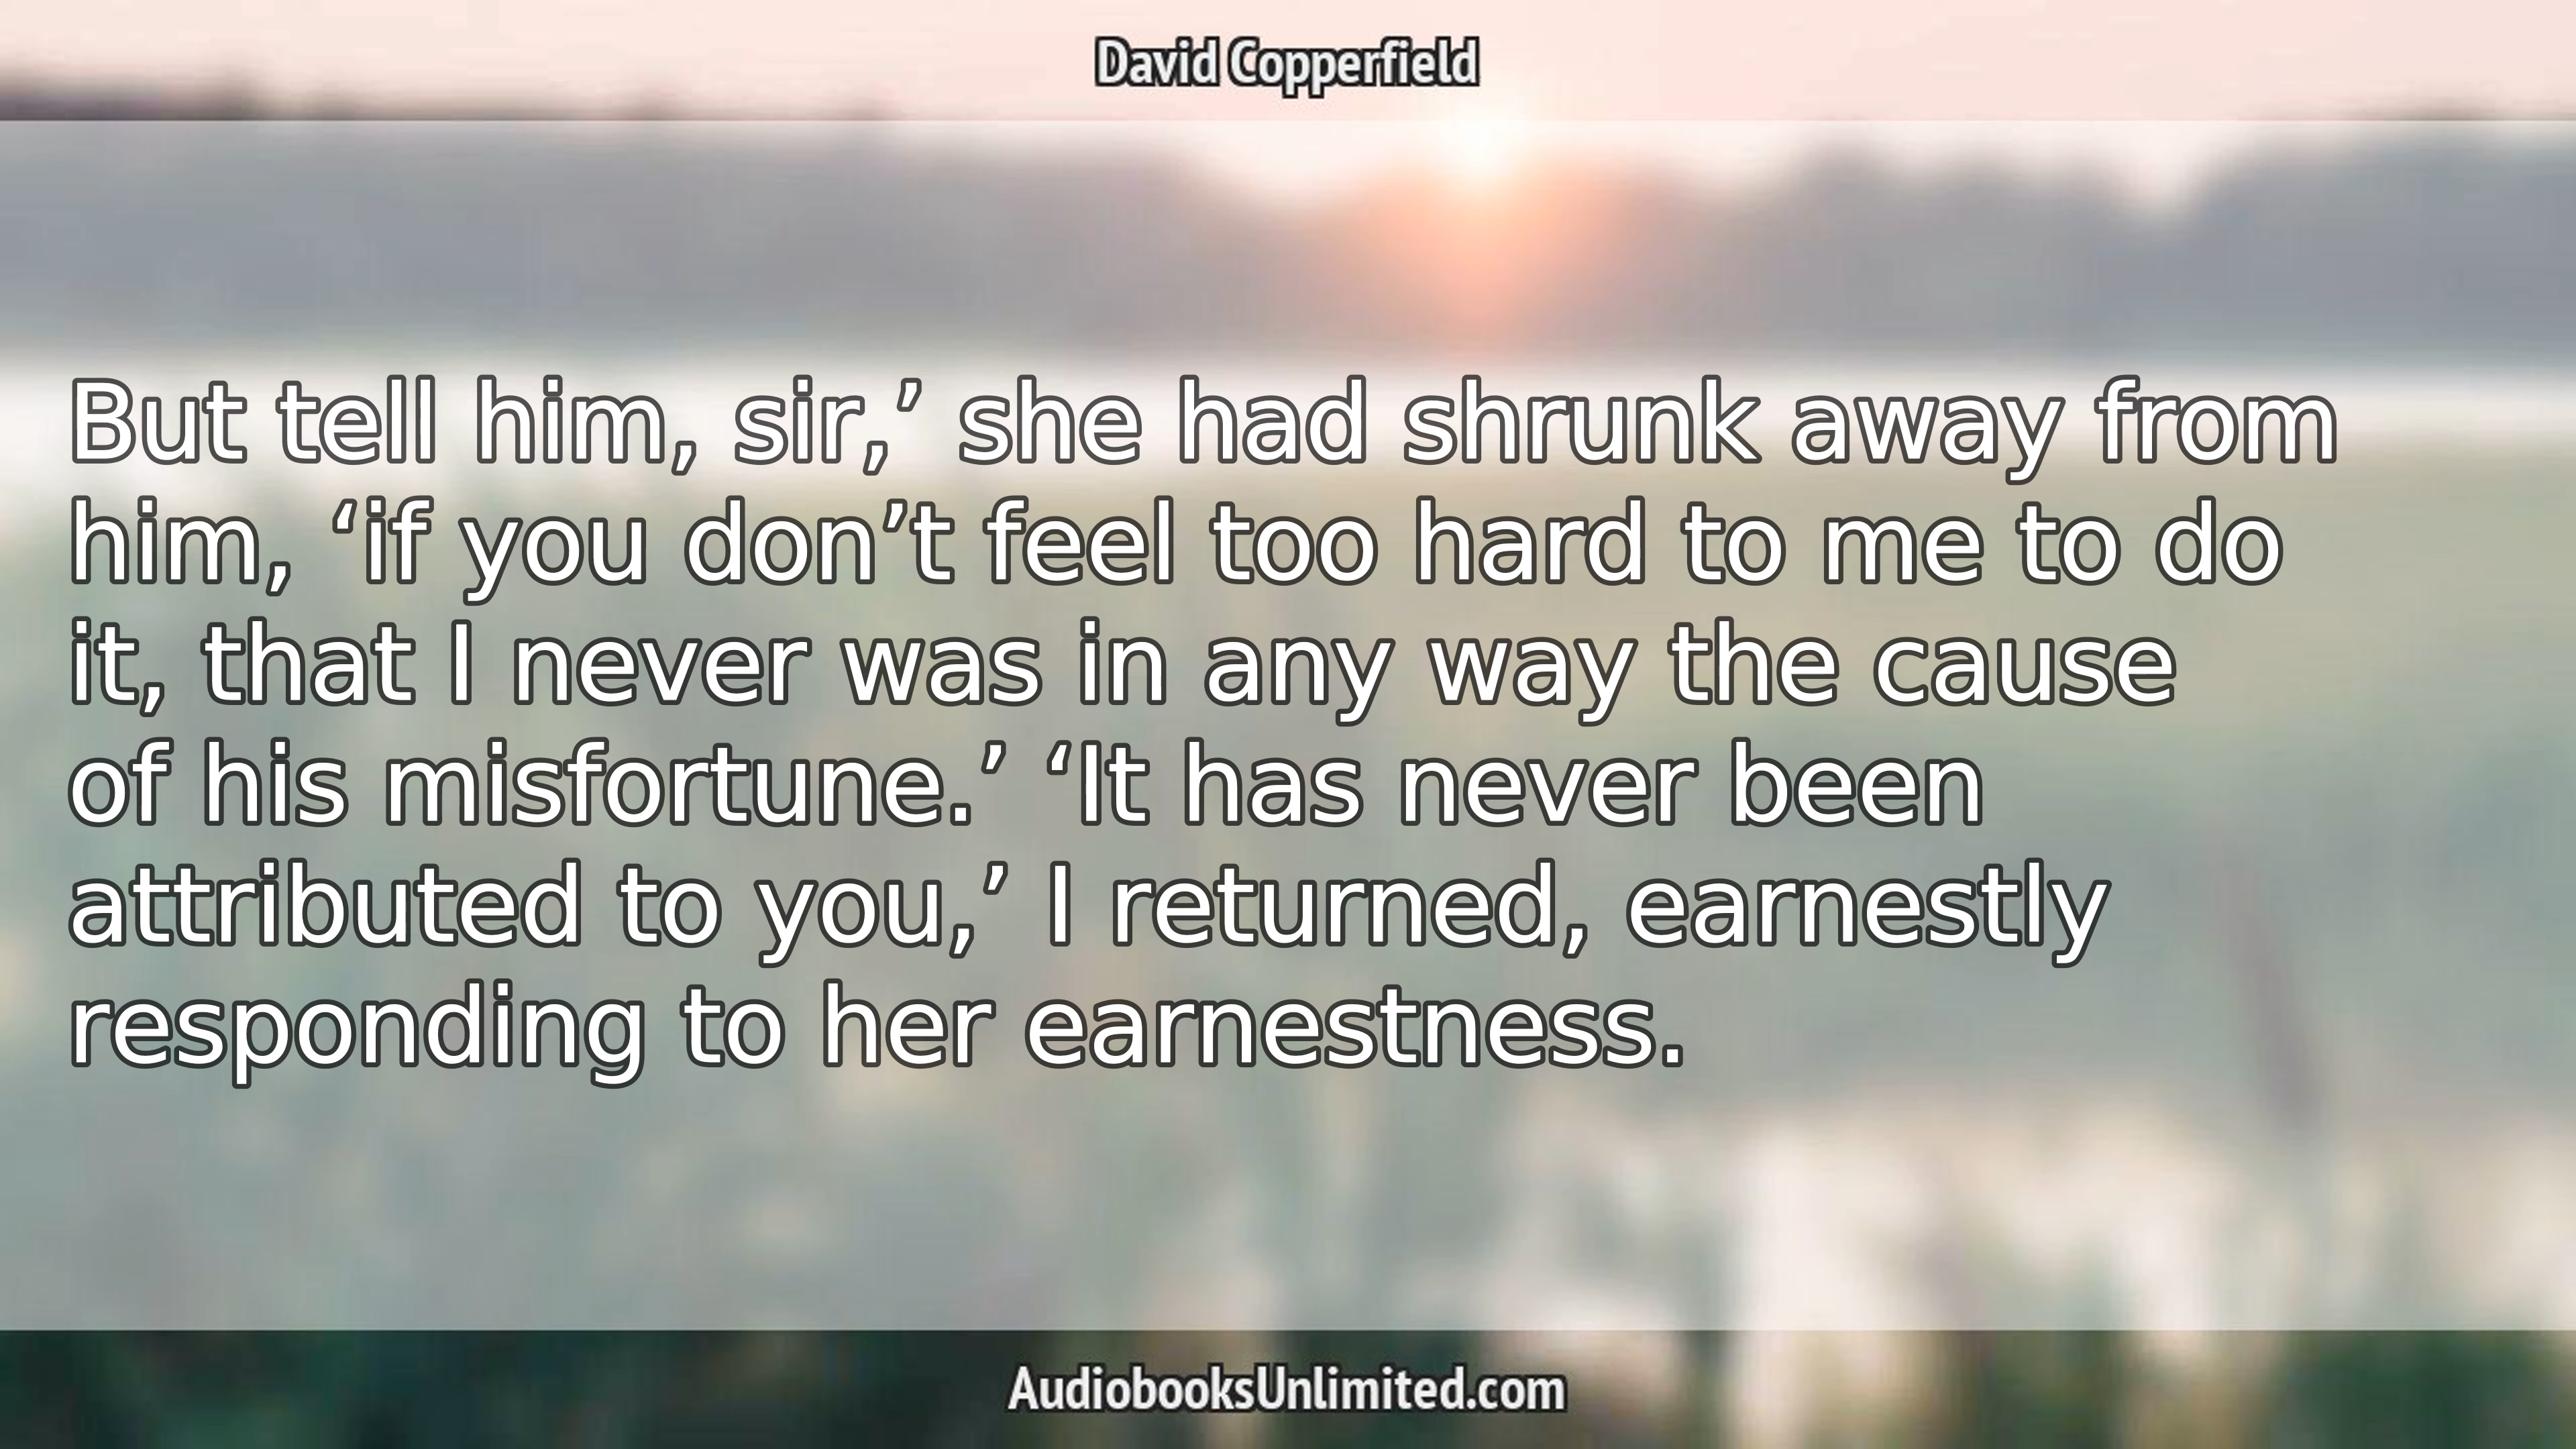 David Copperfield
But tell him, sir,’ she had shrunk away from
him, ‘if you don’t feel too hard to me to do
it, that I never was in any way the cause
of his misfortune.’ ‘It has never been
attributed to you,’ I returned, earnestly
responding to her earnestness.
AudiobooksUnlimited.com